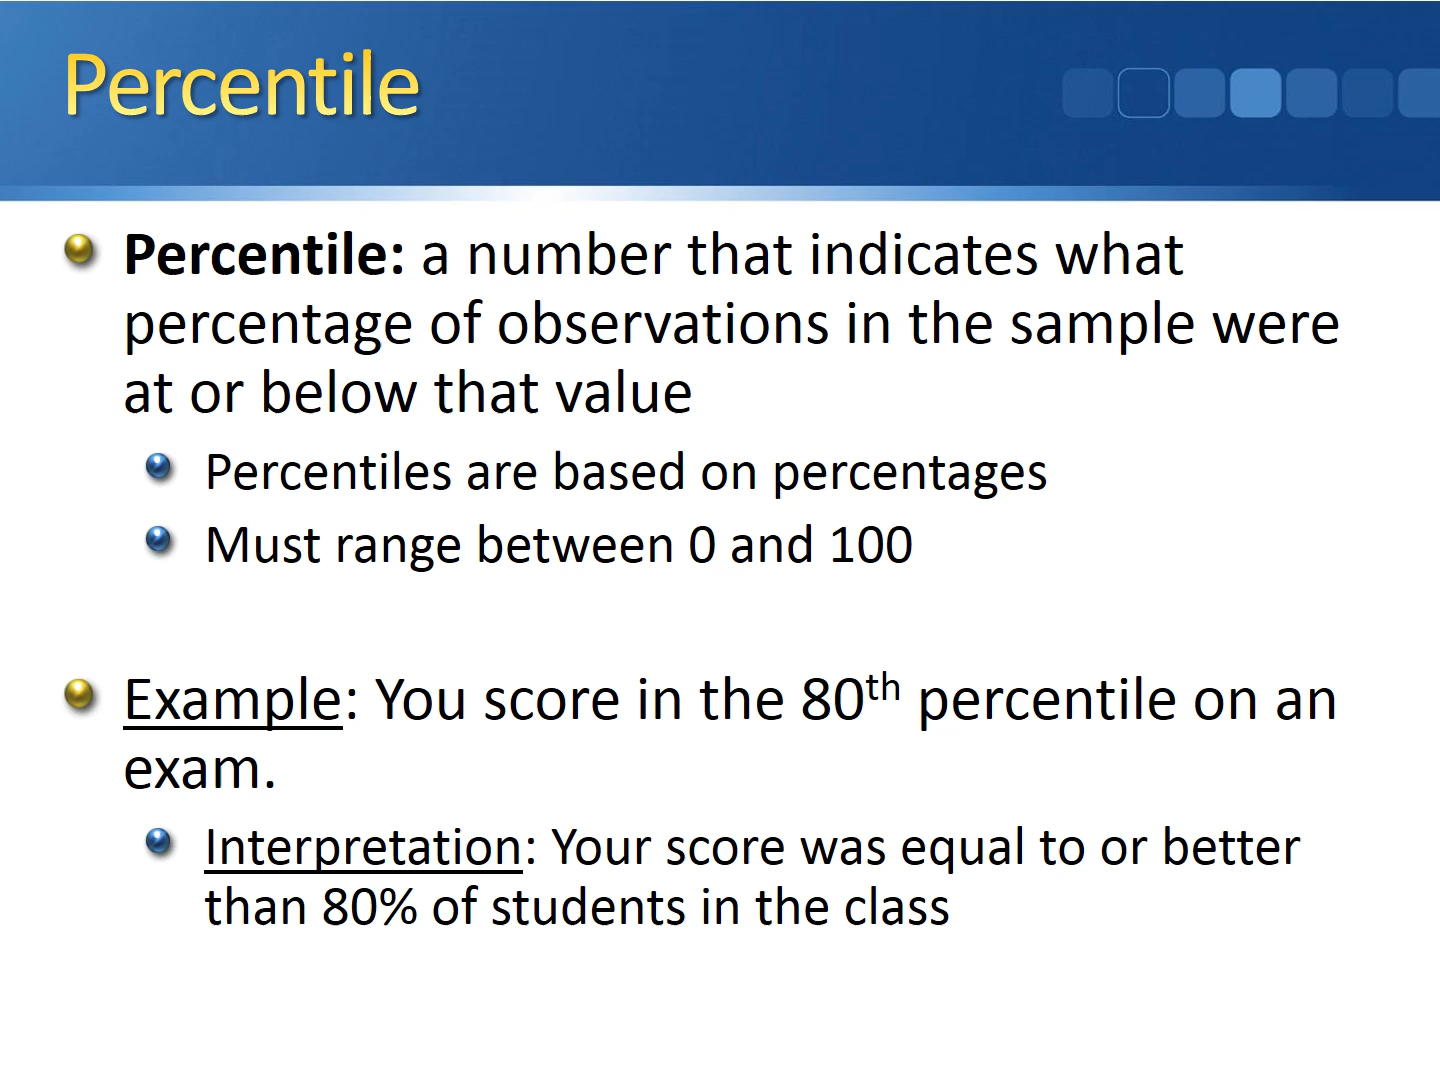 Percentile
Percentile: a number that indicates what
percentage of observations in the sample were
at or below that value
Percentiles are based on percentages
Must range between 0 and 100
Example: You score in the 80th percentile on an
exam.
Interpretation: Your score was equal to or better
than 80% of students in the class